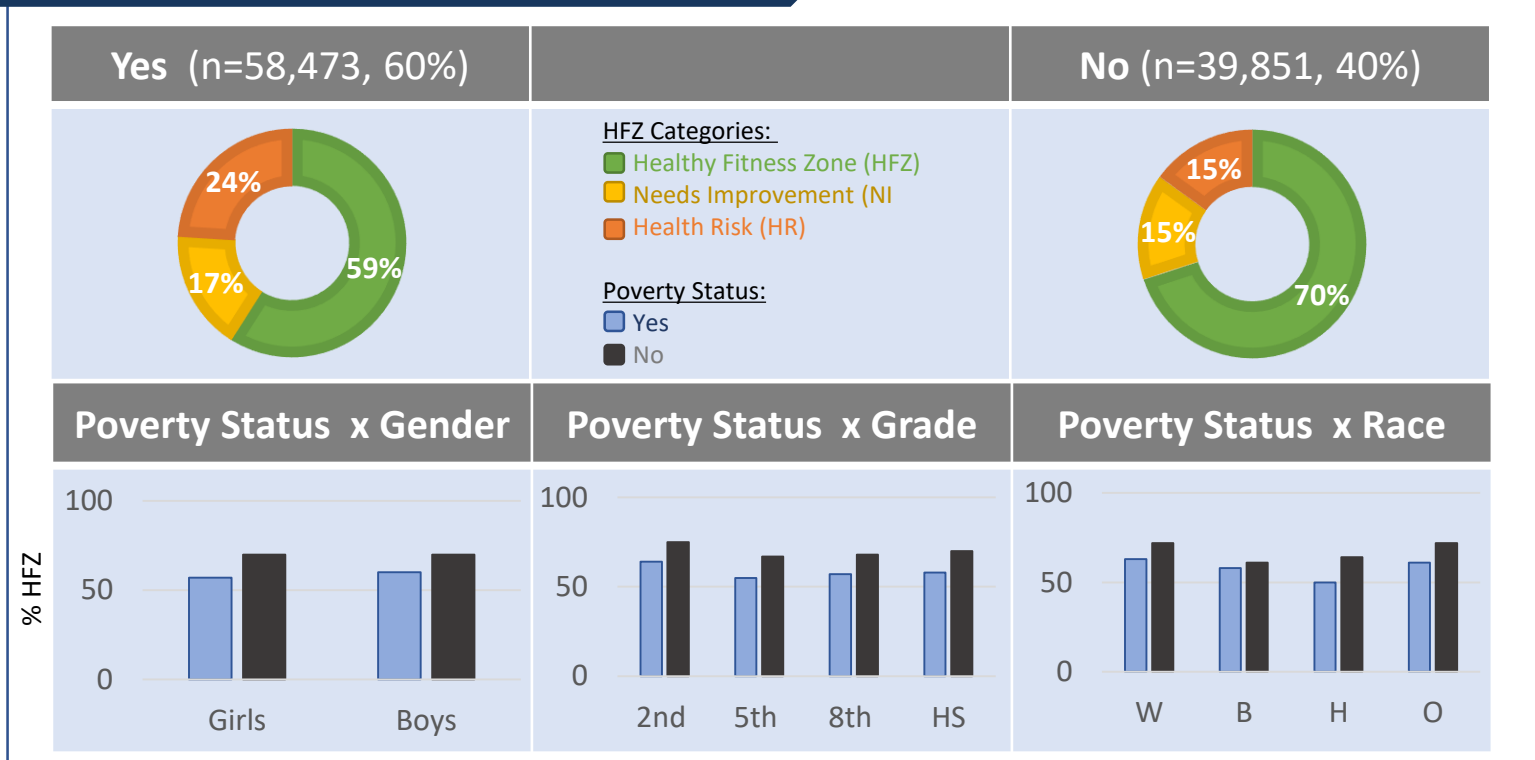 Yes (n=58,473, 60%)
No (n=39,851, 40%)
24%
17%
59%
HFZ Categories:
Healthy Fitness Zone (HFZ)
Needs Improvement (NI
Health Risk (HR)
Poverty Status:
Yes
No
15%
15%
70%
Poverty Status x Gender
Poverty Status x Grade
Poverty Status x Race
% HFZ
100
50
0
Girls Boys
100
50
0
2nd 5th 8th HS
100
50
0
W B H O